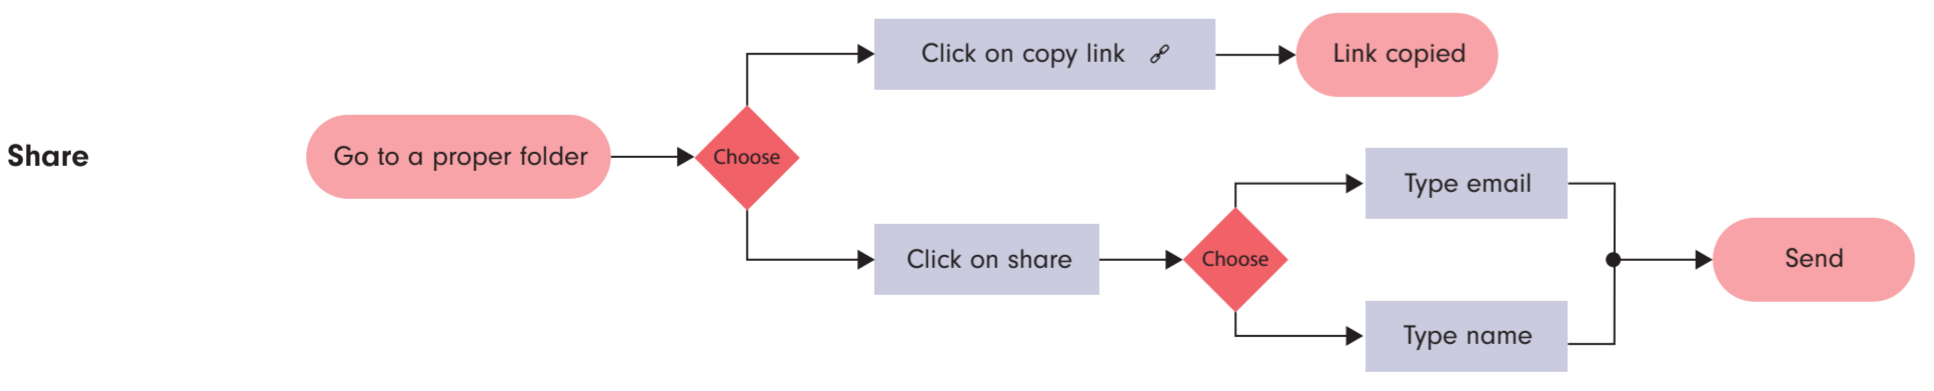 Share
Go to a proper folder
Choose
Click on copy link
Link copied
Click on share
Choose
Type email
Type name
Send